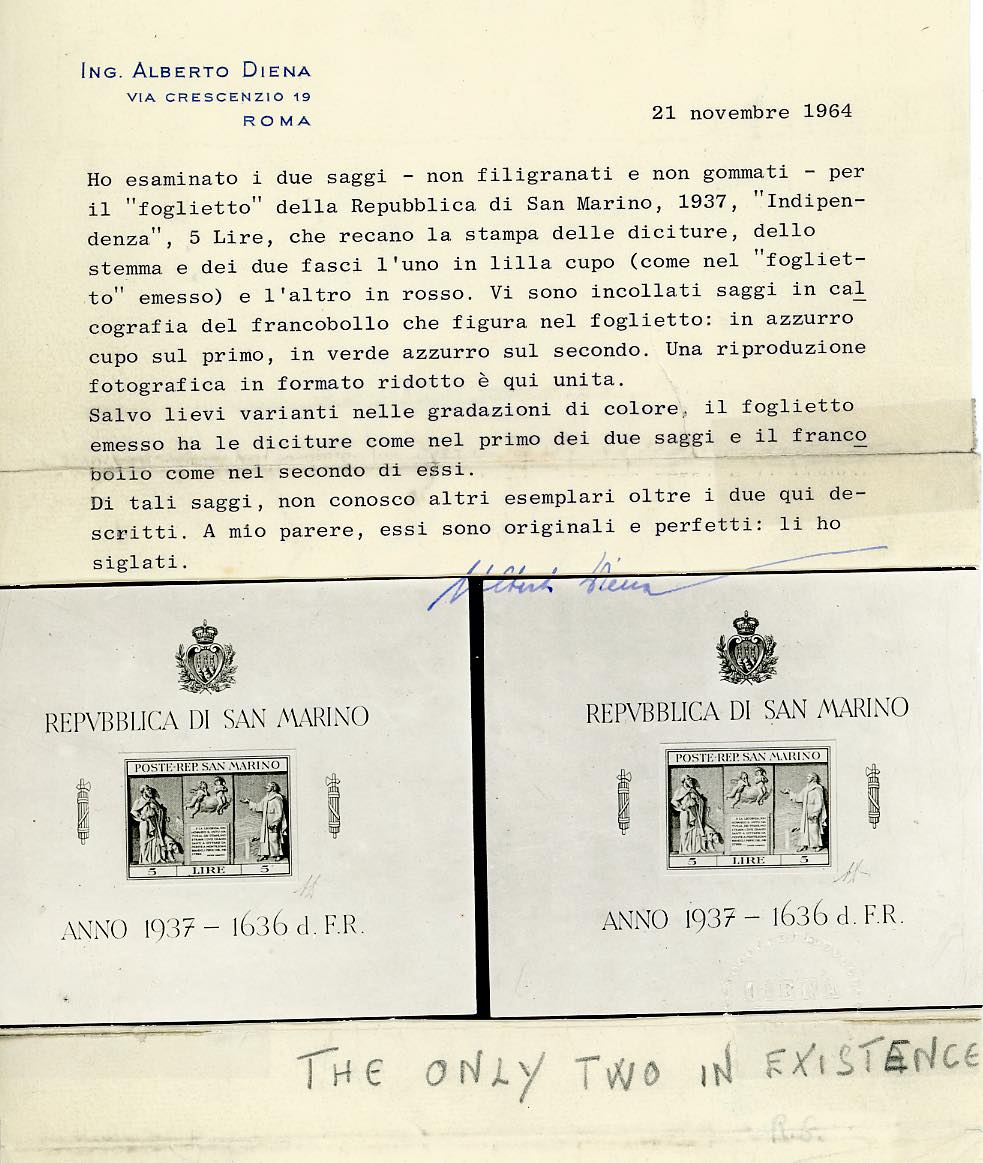 ING. ALBERTO DIENA
VIA CRESCENZIO 19
ROMA
21 novembre 1964
Ho esaminato i due saggi - non filigranati e non gommati - per
il "foglietto" della Repubblica di San Marino, 1937, "Indipen-
denza", 5 Lire, che recano la stampa delle diciture, dello
stemma e dei due fasci l'uno in lilla cupo (come nel "fogliet-
to" emesso) e l'altro in rosso. Vi sono incollati saggi in cal
cografia del francobollo che figura nel foglietto: in azzurro
cupo sul primo, in verde azzurro sul secondo. Una riproduzione
fotografica in formato ridotto è qui unita.
Salvo lievi varianti nelle gradazioni di colore, il foglietto
emesso ha le diciture come nel primo dei due saggi e il franco
bollo come nel secondo di essi.
Di tali saggi, non conosco altri esemplari oltre i due qui de-
scritti. A mio parere, essi sono originali e perfetti: li ho
siglati.
Alberto Diena
REPVBBLICA DI SAN MARINO
POSTE·REP. SAN MARINO
5 LIRE 5
ANNO 1937 - 1636 d. F.R.
REPVBBLICA DI SAN MARINO
POSTE·REP. SAN MARINO
5 LIRE 5
ANNO 1937 - 1636 d. F.R.
THE ONLY TWO IN EXISTENCE
R.S.